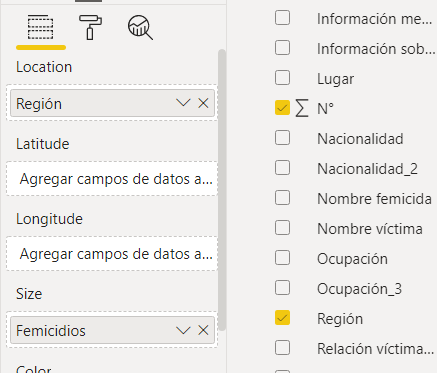 Location
Región
Latitude
Agregar campos de datos a...
Longitude
Agregar campos de datos a...
Size
Femicidios
Color
Información me...
Información sob...
Lugar
N°
Nacionalidad
Nacionalidad_2
Nombre femicida
Nombre víctima
Ocupación
Ocupación_3
Región
Relación víctima...